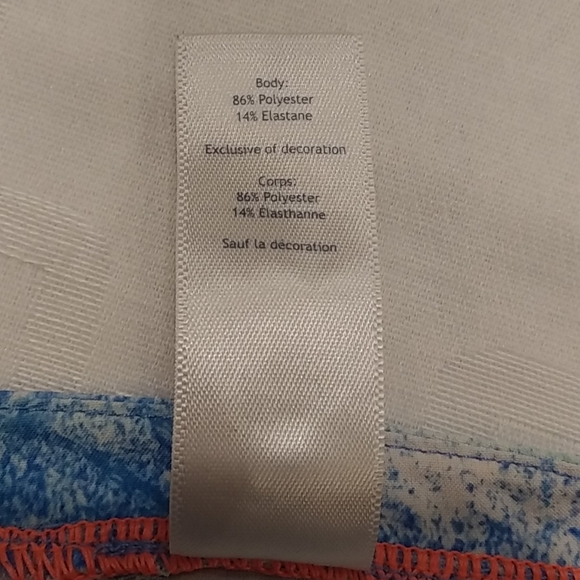 Body:
86% Polyester
14% Elastane
Exclusive of decoration
Corps:
86% Polyester
14% Élasthanne
Sauf la décoration